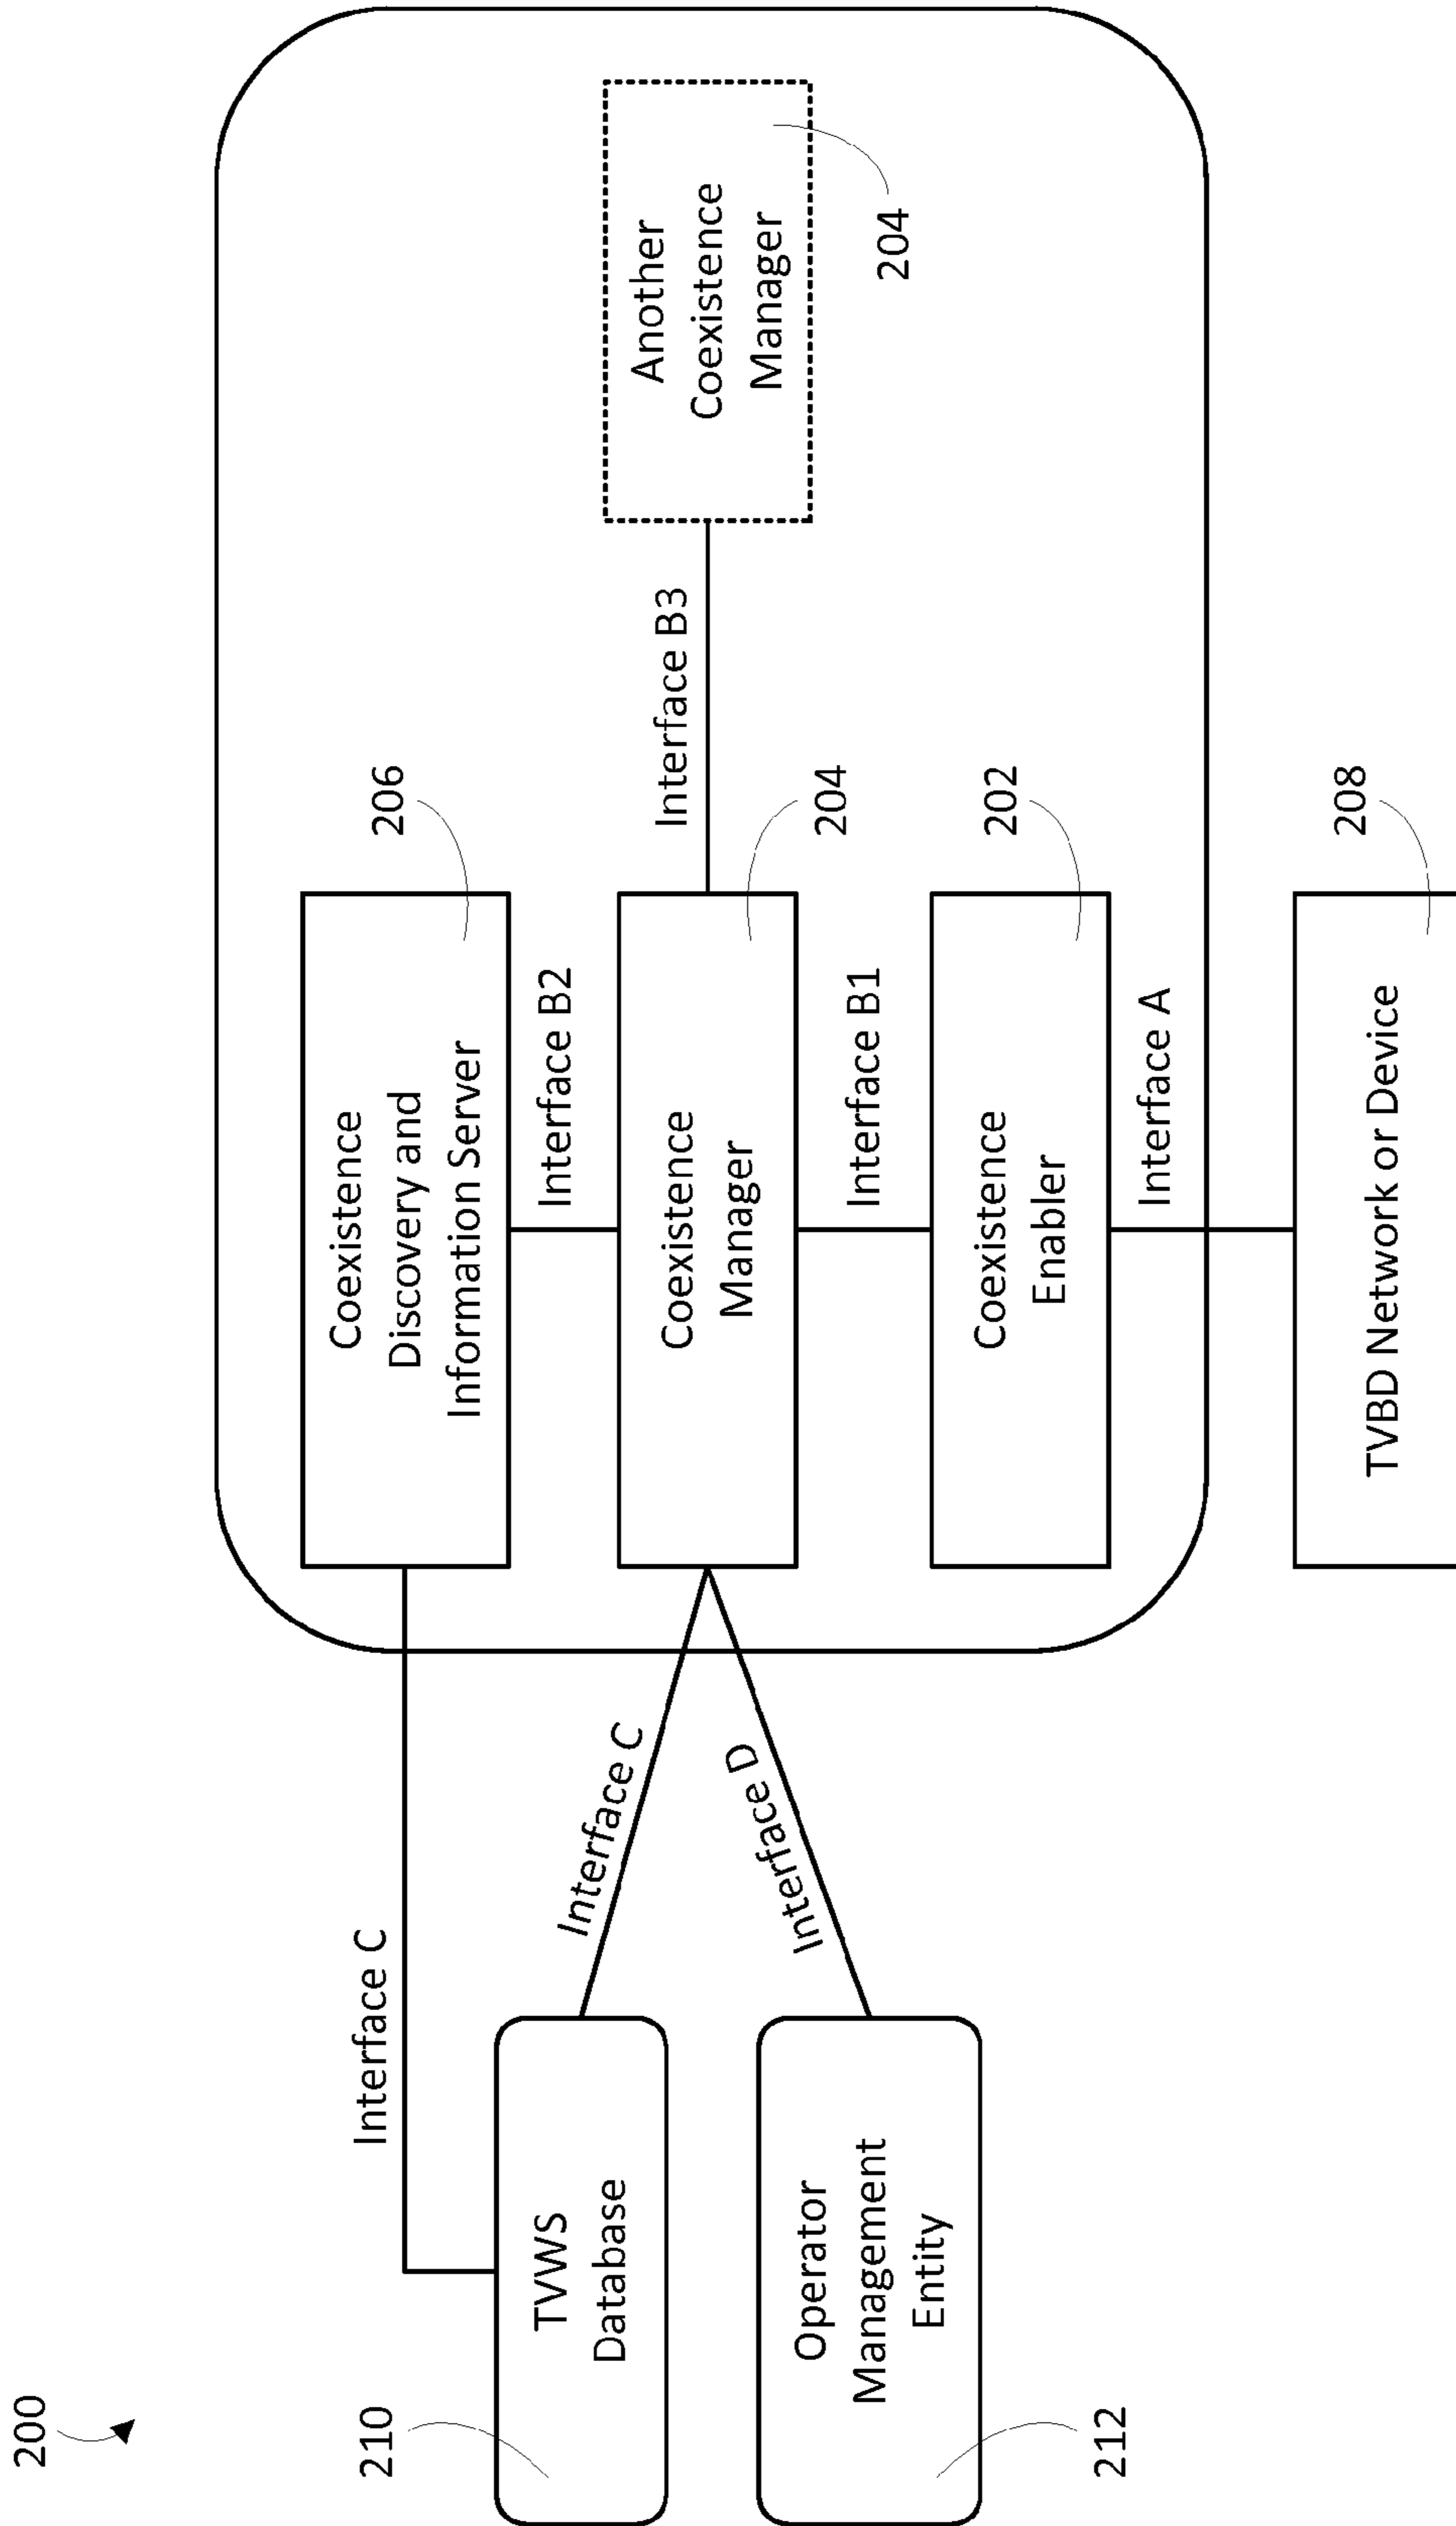 200
Interface C
210
TVWS
Database
Interface C
Operator
Management
Entity
212
Interface D
Coexistence
Discovery and
Information Server
206
Interface B2
Coexistence
Manager
204
Interface B3
Another
Coexistence
Manager
204
Interface B1
Coexistence
Enabler
202
Interface A
TVBD Network or Device
208